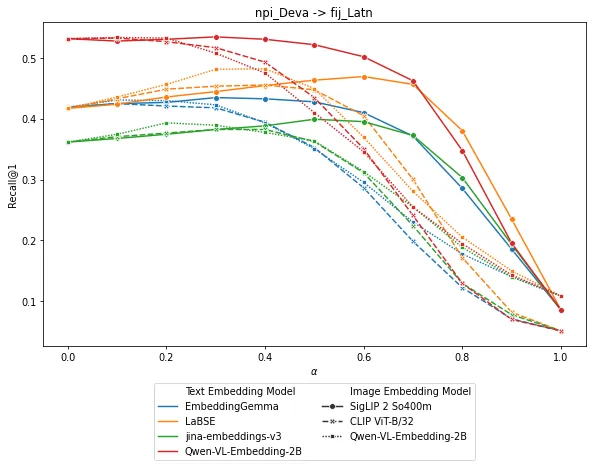 npi_Deva -> fij_Latn
Recall@1
0.5
0.4
0.3
0.2
0.1
0.0 0.2 0.4 0.6 0.8 1.0
α
Text Embedding Model Image Embedding Model
EmbeddingGemma SigLIP 2 So400m
LaBSE CLIP ViT-B/32
jina-embeddings-v3 Qwen-VL-Embedding-2B
Qwen-VL-Embedding-2B